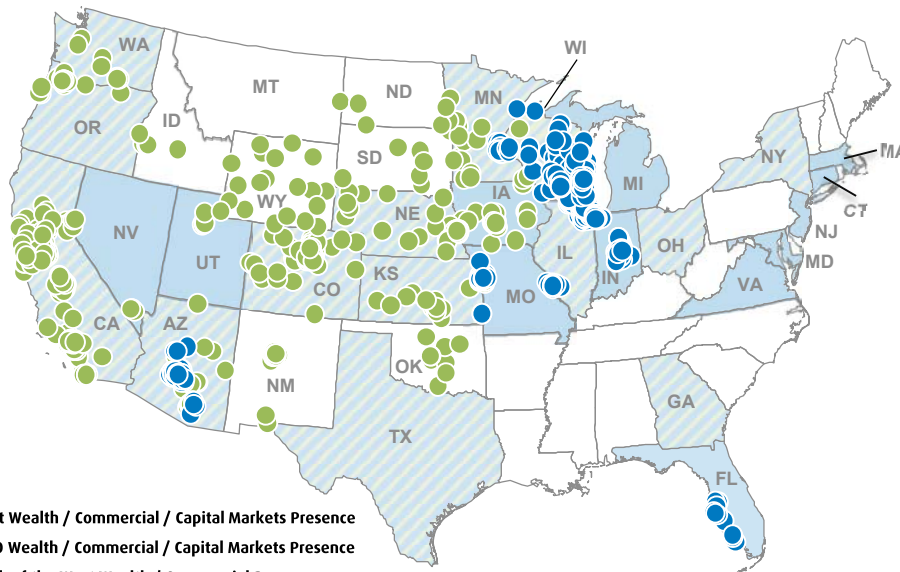 WI
WA
MT
ND
MN
MA
OR
ID
SD
NY
WY
IA
MI
CT
NE
NV
IL
OH
NJ
UT
KS
IN
MD
CO
MO
VA
CA
AZ
OK
NM
GA
TX
FL
Wealth / Commercial / Capital Markets Presence
Wealth / Commercial / Capital Markets Presence